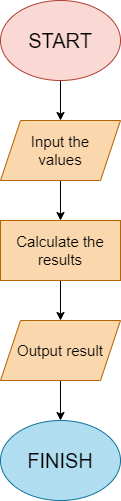 START
Input the
values
Calculate the
results
Output result
FINISH